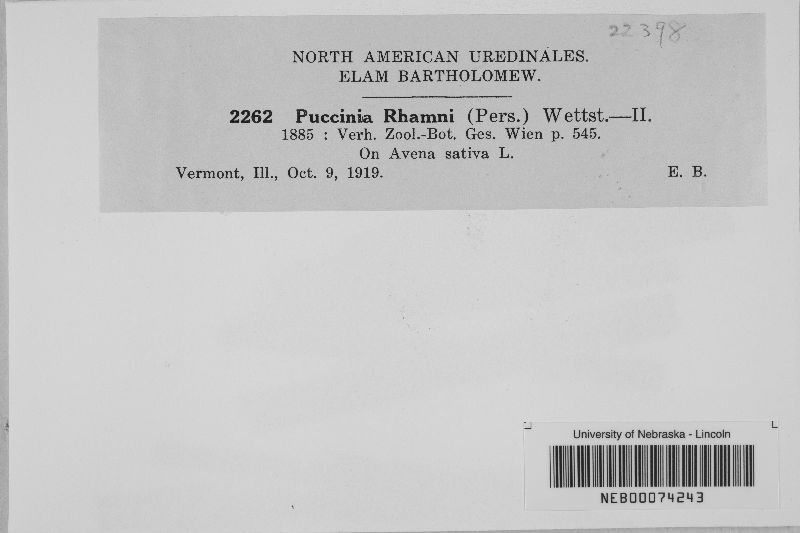 22398
NORTH AMERICAN UREDINALES.
ELAM BARTHOLOMEW.
2262 Puccinia Rhamni (Pers.) Wettst.—II.
1885 : Verh. Zool.-Bot. Ges. Wien p. 545.
On Avena sativa L.
Vermont, Ill., Oct. 9, 1919. E. B.
University of Nebraska - Lincoln
NEB00074243